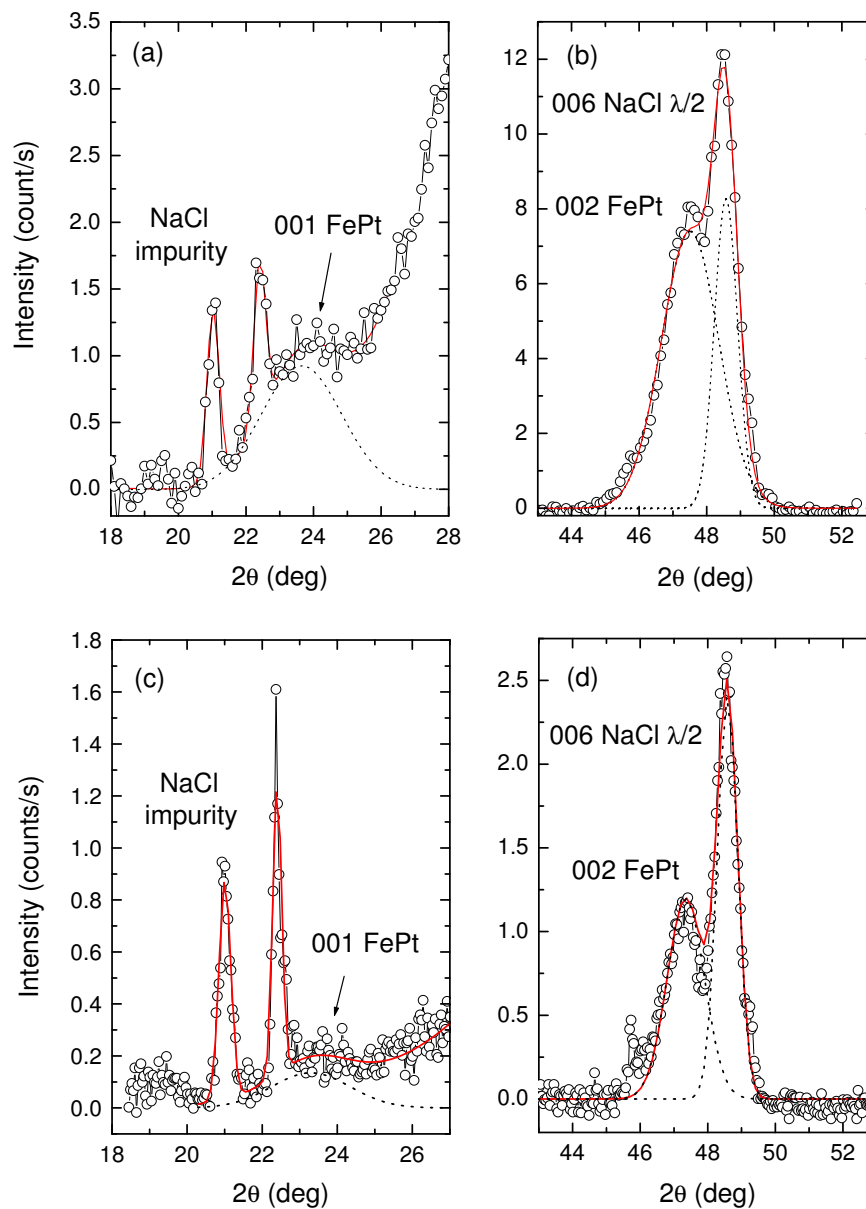 (a)
NaCl
impurity
001 FePt
Intensity (count/s)
3.5
3.0
2.5
2.0
1.5
1.0
0.5
0.0
18 20 22 24 26 28
2θ (deg)
(b)
006 NaCl λ/2
002 FePt
12
10
8
6
4
2
0
44 46 48 50 52
2θ (deg)
(c)
NaCl
impurity
001 FePt
Intensity (counts/s)
1.8
1.6
1.4
1.2
1.0
0.8
0.6
0.4
0.2
0.0
18 20 22 24 26
2θ (deg)
(d)
006 NaCl λ/2
002 FePt
2.5
2.0
1.5
1.0
0.5
0.0
44 46 48 50 52
2θ (deg)